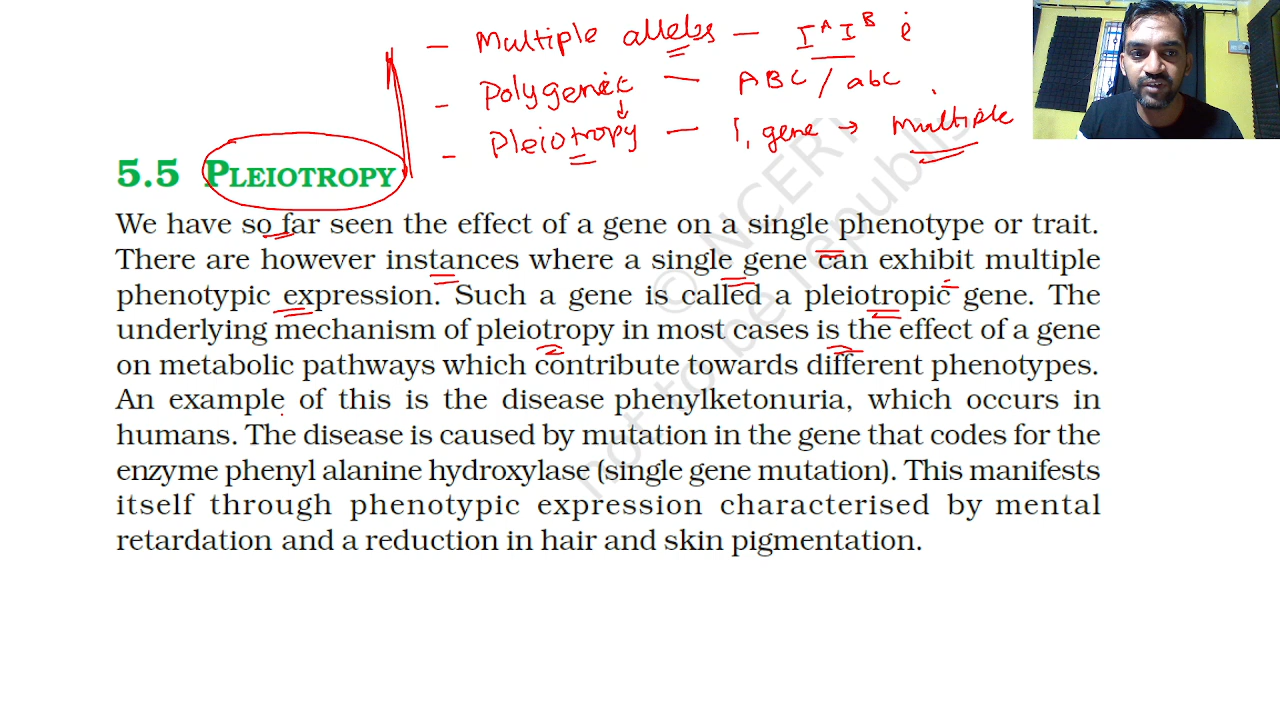 - Multiple alleles - I^A I^B i
- Polygenic - ABC / abc
- Pleiotropy - 1, gene → Multiple
5.5 PLEIOTROPY
We have so far seen the effect of a gene on a single phenotype or trait.
There are however instances where a single gene can exhibit multiple
phenotypic expression. Such a gene is called a pleiotropic gene. The
underlying mechanism of pleiotropy in most cases is the effect of a gene
on metabolic pathways which contribute towards different phenotypes.
An example of this is the disease phenylketonuria, which occurs in
humans. The disease is caused by mutation in the gene that codes for the
enzyme phenyl alanine hydroxylase (single gene mutation). This manifests
itself through phenotypic expression characterised by mental
retardation and a reduction in hair and skin pigmentation.
© NCERT
not to be republis